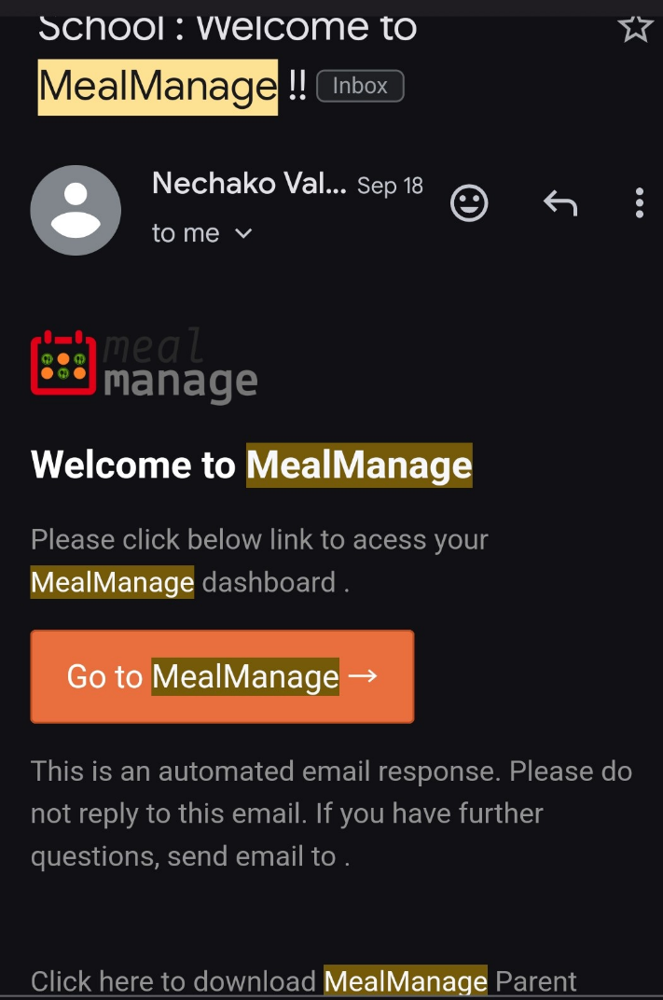 School : Welcome to
MealManage !! Inbox
Nechako Val... Sep 18
to me
meal
manage
Welcome to MealManage
Please click below link to acess your
MealManage dashboard .
Go to MealManage →
This is an automated email response. Please do
not reply to this email. If you have further
questions, send email to .
Click here to download MealManage Parent